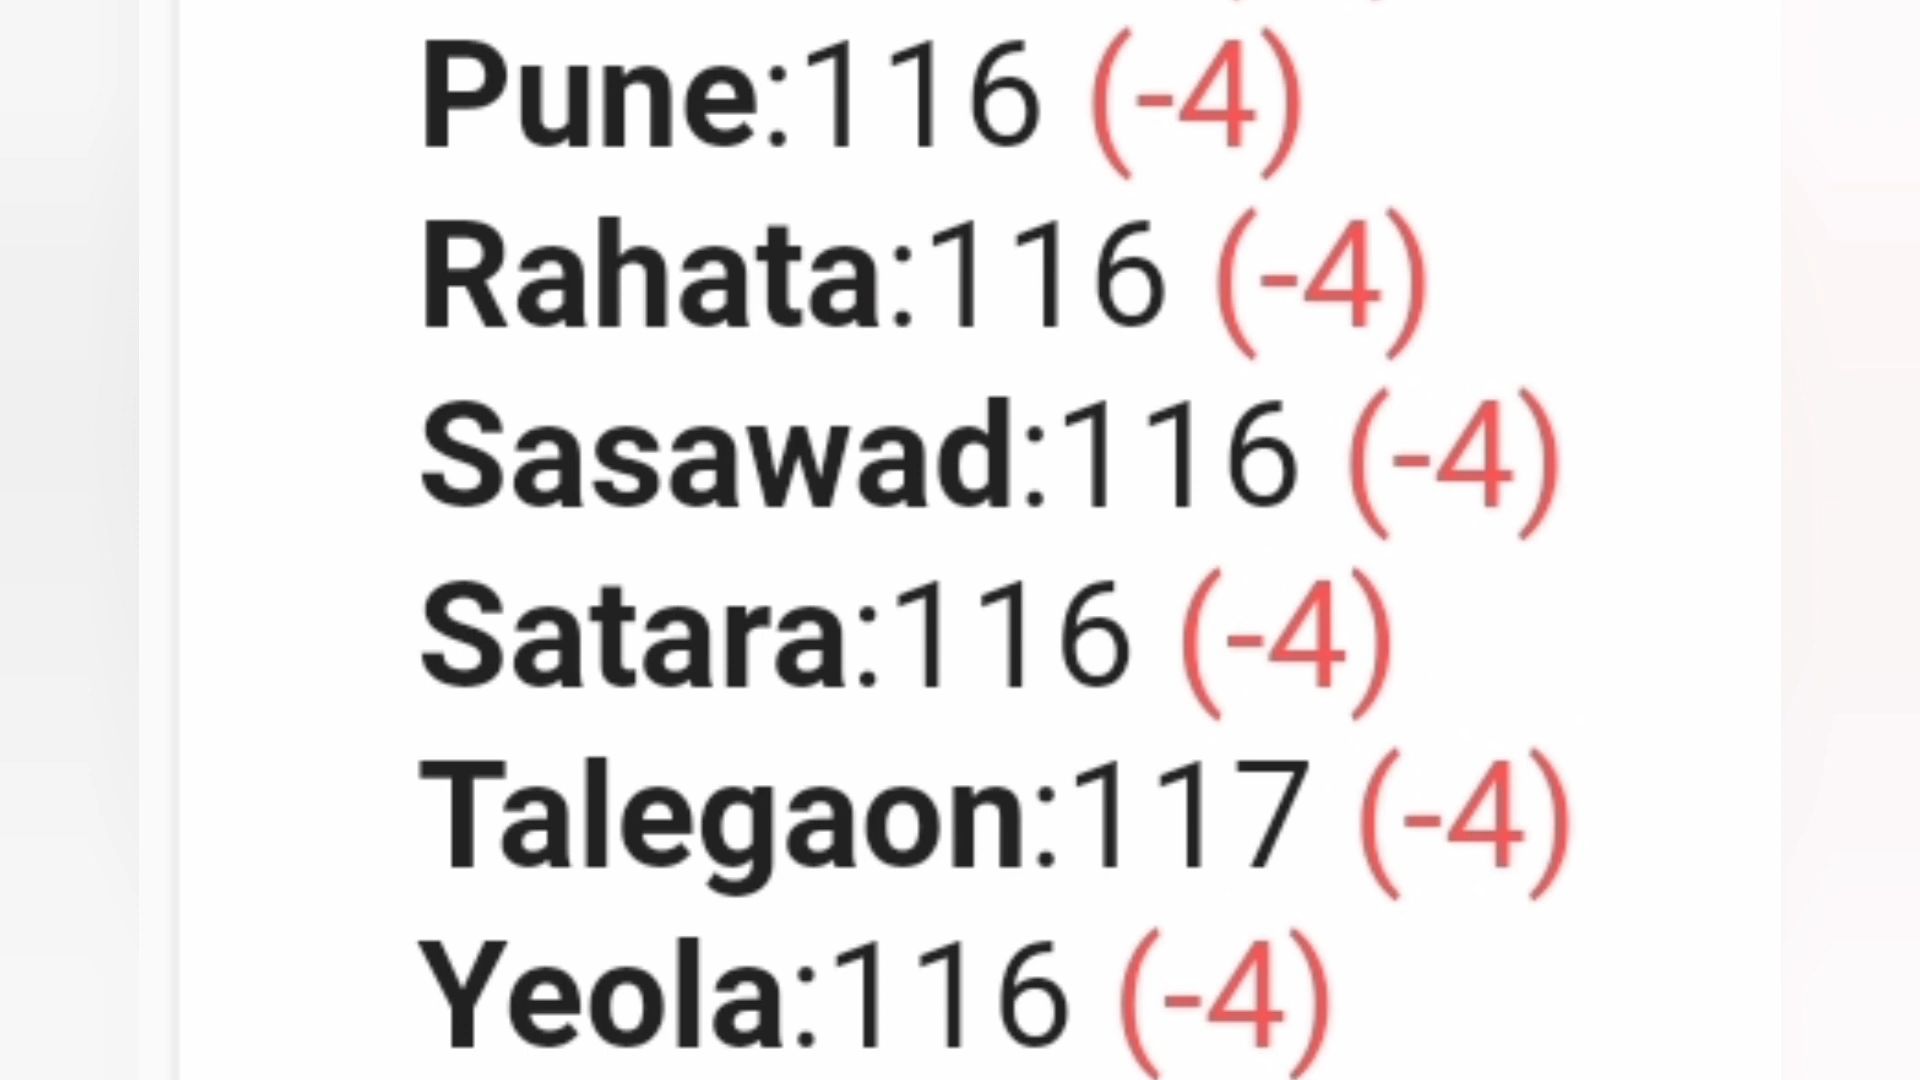 Pune:116 (-4)
Rahata:116 (-4)
Sasawad:116 (-4)
Satara:116 (-4)
Talegaon:117 (-4)
Yeola:116 (-4)